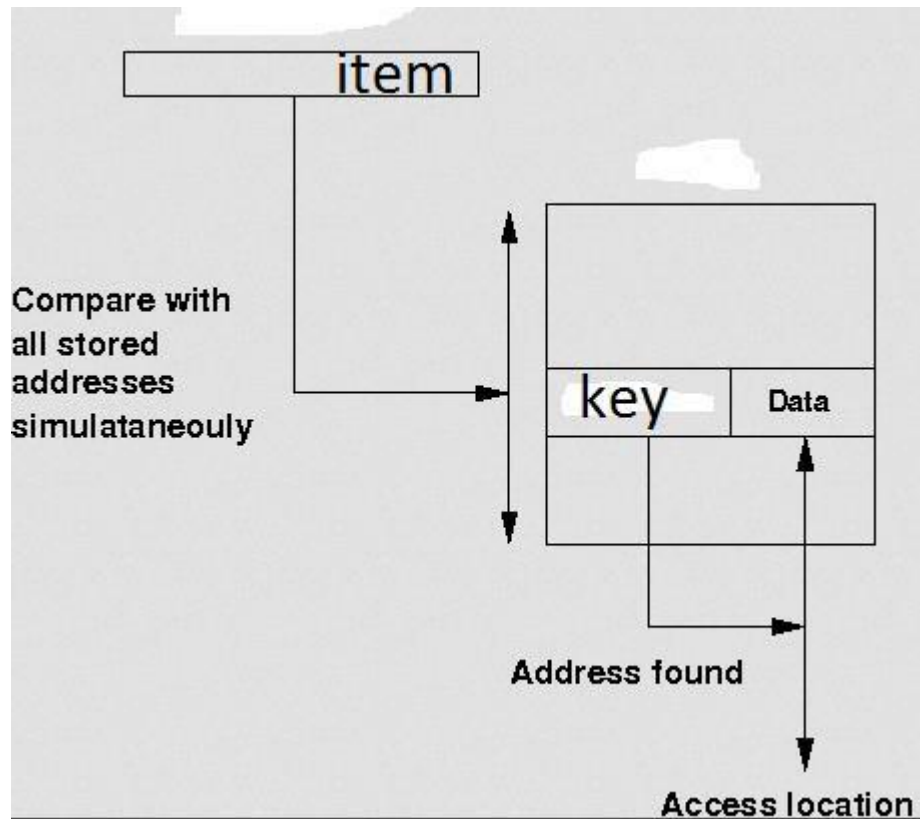 item
Compare with
all stored
addresses
simulataneouly
key
Data
Address found
Access location